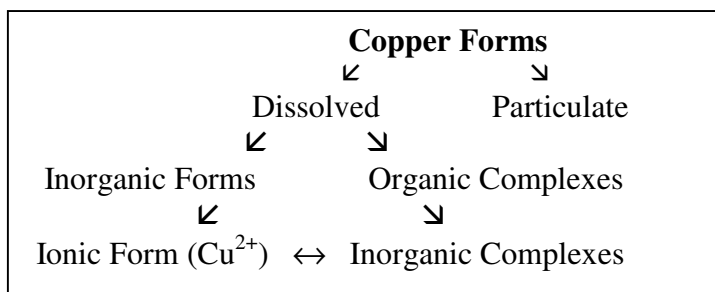 Copper Forms
↙ ↘
Dissolved Particulate
↙ ↘
Inorganic Forms Organic Complexes
↙ ↘
Ionic Form (Cu²⁺) ↔ Inorganic Complexes